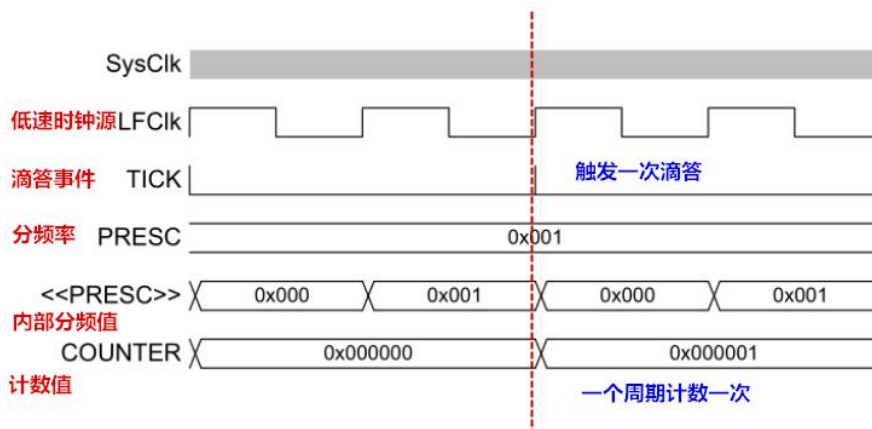 SysClk
低速时钟源LFClk
滴答事件 TICK
触发一次滴答
分频率 PRESC
0x001
<<PRESC>>
0x000 0x001 0x000 0x001
内部分频值
COUNTER
0x000000 0x000001
计数值
一个周期计数一次